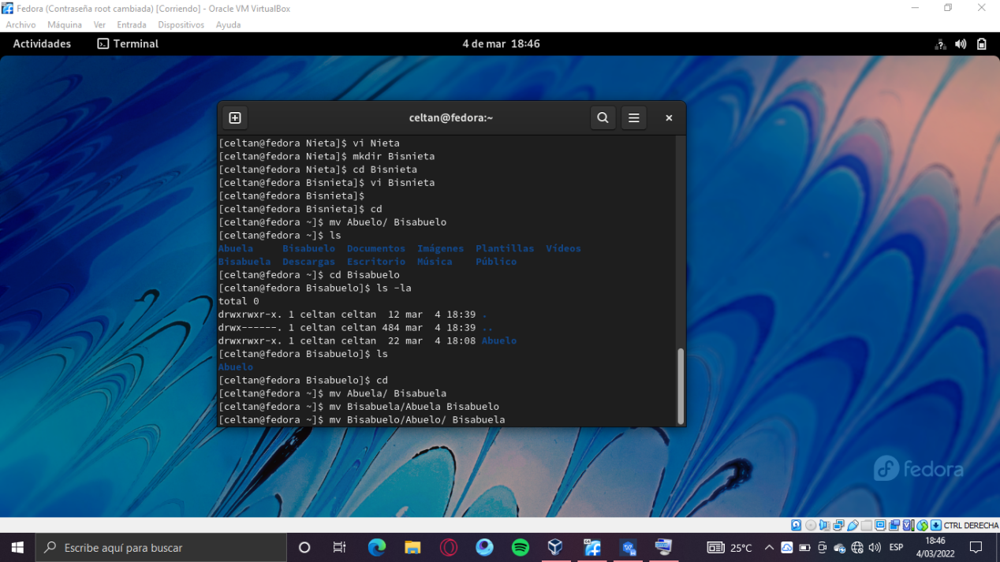 Fedora (Contraseña root cambiada) [Corriendo] - Oracle VM VirtualBox
Archivo Máquina Ver Entrada Dispositivos Ayuda
Actividades Terminal 4 de mar 18:46
celtan@fedora:~
[celtan@fedora Nieta]$ vi Nieta
[celtan@fedora Nieta]$ mkdir Bisnieta
[celtan@fedora Nieta]$ cd Bisnieta
[celtan@fedora Bisnieta]$ vi Bisnieta
[celtan@fedora Bisnieta]$
[celtan@fedora Bisnieta]$ cd
[celtan@fedora ~]$ mv Abuelo/ Bisabuelo
[celtan@fedora ~]$ ls
Abuela Bisabuelo Documentos Imágenes Plantillas Vídeos
Bisabuela Descargas Escritorio Música Público
[celtan@fedora ~]$ cd Bisabuelo
[celtan@fedora Bisabuelo]$ ls -la
total 0
drwxrwxr-x. 1 celtan celtan 12 mar 4 18:39 .
drwx------. 1 celtan celtan 484 mar 4 18:39 ..
drwxrwxr-x. 1 celtan celtan 22 mar 4 18:08 Abuelo
[celtan@fedora Bisabuelo]$ ls
Abuelo
[celtan@fedora Bisabuelo]$ cd
[celtan@fedora ~]$ mv Abuela/ Bisabuela
[celtan@fedora ~]$ mv Bisabuela/Abuela Bisabuelo
[celtan@fedora ~]$ mv Bisabuelo/Abuelo/ Bisabuela
fedora
CTRL DERECHA
Escribe aquí para buscar
25°C ESP
18:46
4/03/2022